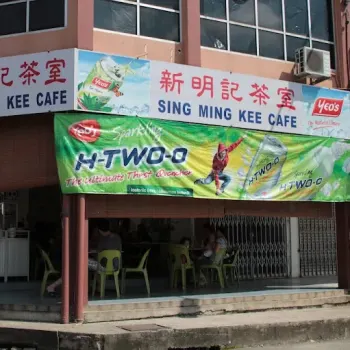 記茶室
KEE CAFE
新明記茶室
SING MING KEE CAFE
YEO'S
YEO'S
Sparkling
H-TWO-O
The Ultimate Thirst Quencher
H-TWO-O
H-TWO-O